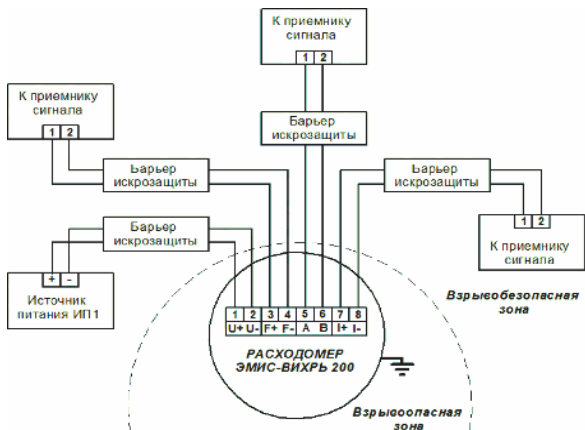 К приемнику
сигнала
1 2
К приемнику
сигнала
1 2
Барьер
искрозащиты
Барьер
искрозащиты
Барьер
искрозащиты
Барьер
искрозащиты
+ -
Источник
питания ИП1
1 2
К приемнику
сигнала
Взрывобезопасная
зона
1 2 3 4 5 6 7 8
U+ U- F+ F- A B I+ I-
РАСХОДОМЕР
ЭМИС-ВИХРЬ 200
Взрывоопасная
зона